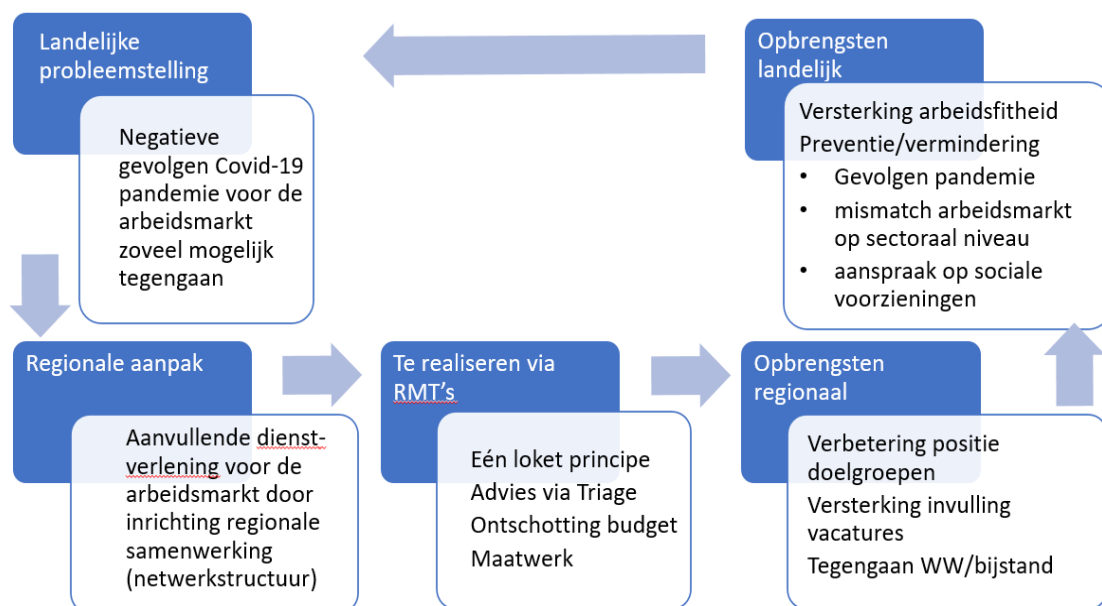 Landelijke
probleemstelling
Negatieve
gevolgen Covid-19
pandemie voor de
arbeidsmarkt
zoveel mogelijk
tegengaan
Regionale aanpak
Aanvullende dienst-
verlening voor de
arbeidsmarkt door
inrichting regionale
samenwerking
(netwerkstructuur)
Te realiseren via
RMT's
Eén loket principe
Advies via Triage
Ontschotting budget
Maatwerk
Opbrengsten
regionaal
Verbetering positie
doelgroepen
Versterking invulling
vacatures
Tegengaan WW/bijstand
Opbrengsten
landelijk
Versterking arbeidsfitheid
Preventie/vermindering
• Gevolgen pandemie
• mismatch arbeidsmarkt
op sectoraal niveau
• aanspraak op sociale
voorzieningen